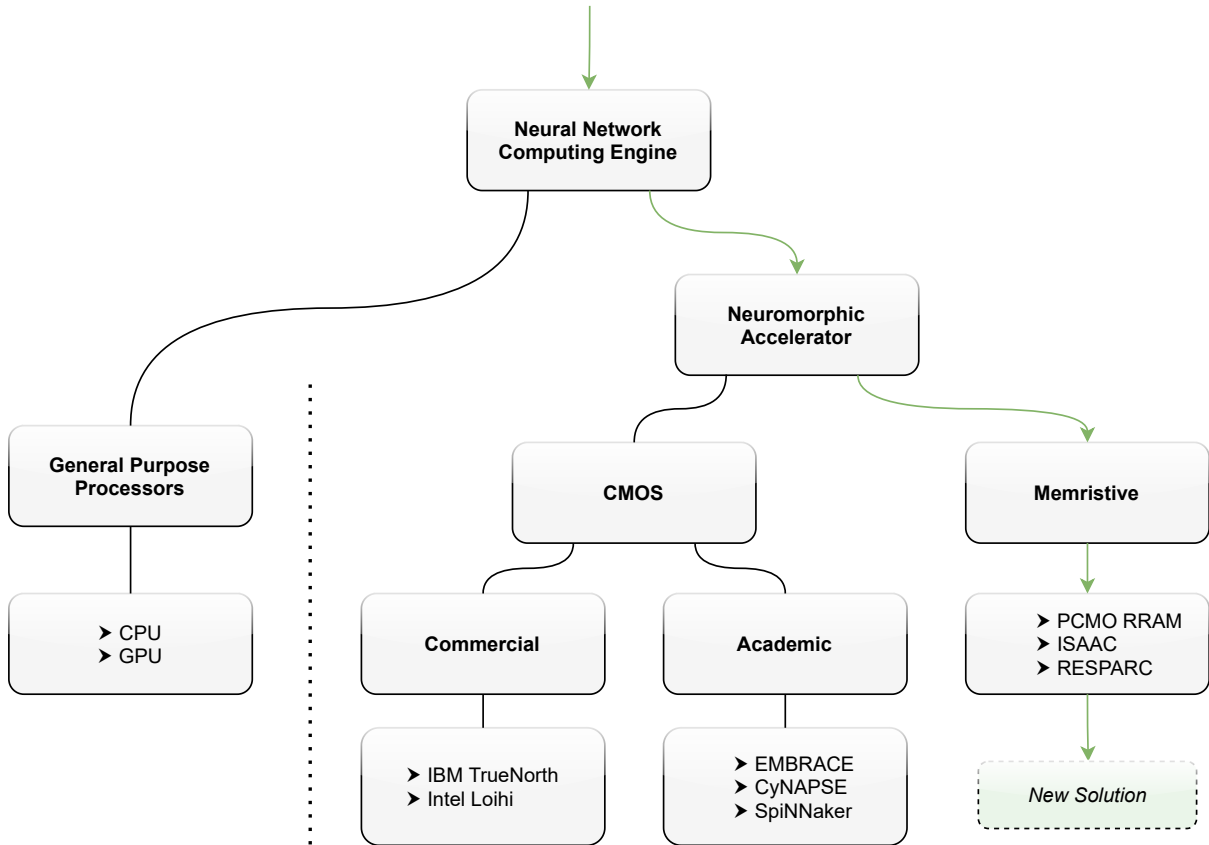 Neural Network
Computing Engine
Neuromorphic
Accelerator
General Purpose
Processors
CMOS
Memristive
➤ CPU
➤ GPU
Commercial
Academic
➤ PCMO RRAM
➤ ISAAC
➤ RESPARC
➤ IBM TrueNorth
➤ Intel Loihi
➤ EMBRACE
➤ CyNAPSE
➤ SpiNNaker
New Solution